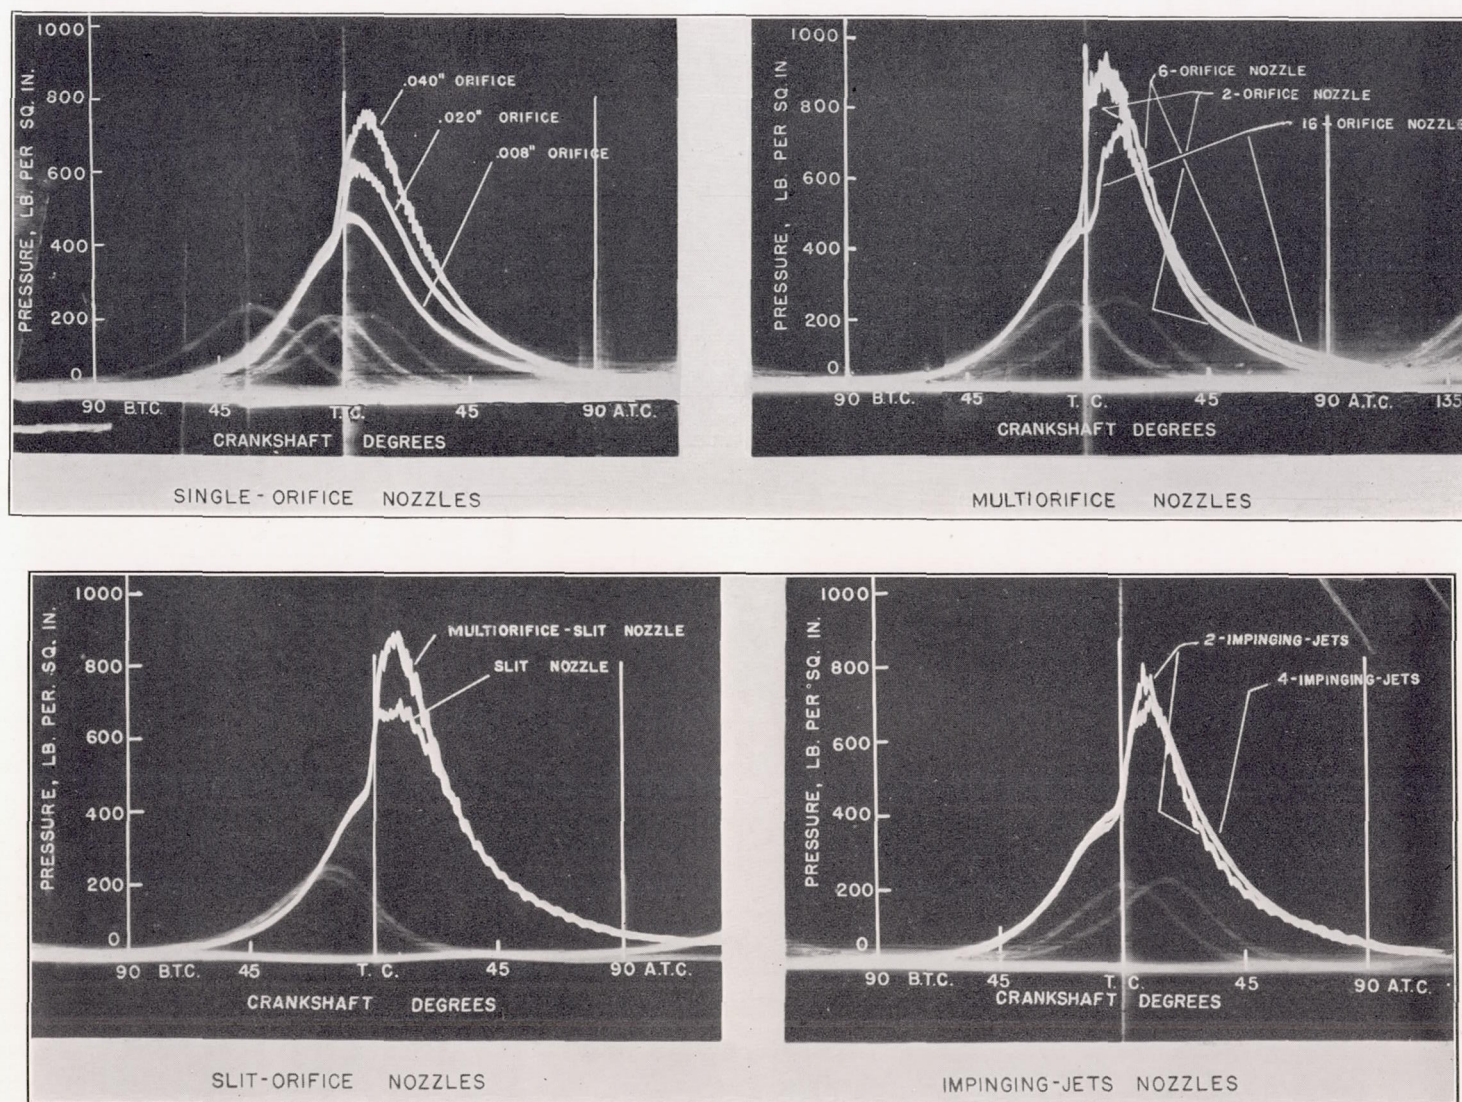 1000
800
600
400
200
0
PRESSURE, LB. PER SQ. IN.
.040" ORIFICE
.020" ORIFICE
.008" ORIFICE
90 B.T.C. 45 T.C. 45 90 A.T.C.
CRANKSHAFT DEGREES
SINGLE-ORIFICE NOZZLES
1000
800
600
400
200
0
PRESSURE, LB. PER SQ. IN
6-ORIFICE NOZZLE
2-ORIFICE NOZZLE
16-ORIFICE NOZZLE
90 B.T.C. 45 T.C. 45 90 A.T.C. 135
CRANKSHAFT DEGREES
MULTIORIFICE NOZZLES
1000
800
600
400
200
0
PRESSURE, LB. PER. SQ. IN.
MULTIORIFICE-SLIT NOZZLE
SLIT NOZZLE
90 B.T.C. 45 T. C. 45 90 A.T.C.
CRANKSHAFT DEGREES
SLIT-ORIFICE NOZZLES
1000
800
600
400
200
0
PRESSURE, LB. PER SQ. IN.
2-IMPINGING-JETS
4-IMPINGING-JETS
90 B.T.C. 45 T. C. 45 90 A.T.C.
CRANKSHAFT DEGREES
IMPINGING-JETS NOZZLES